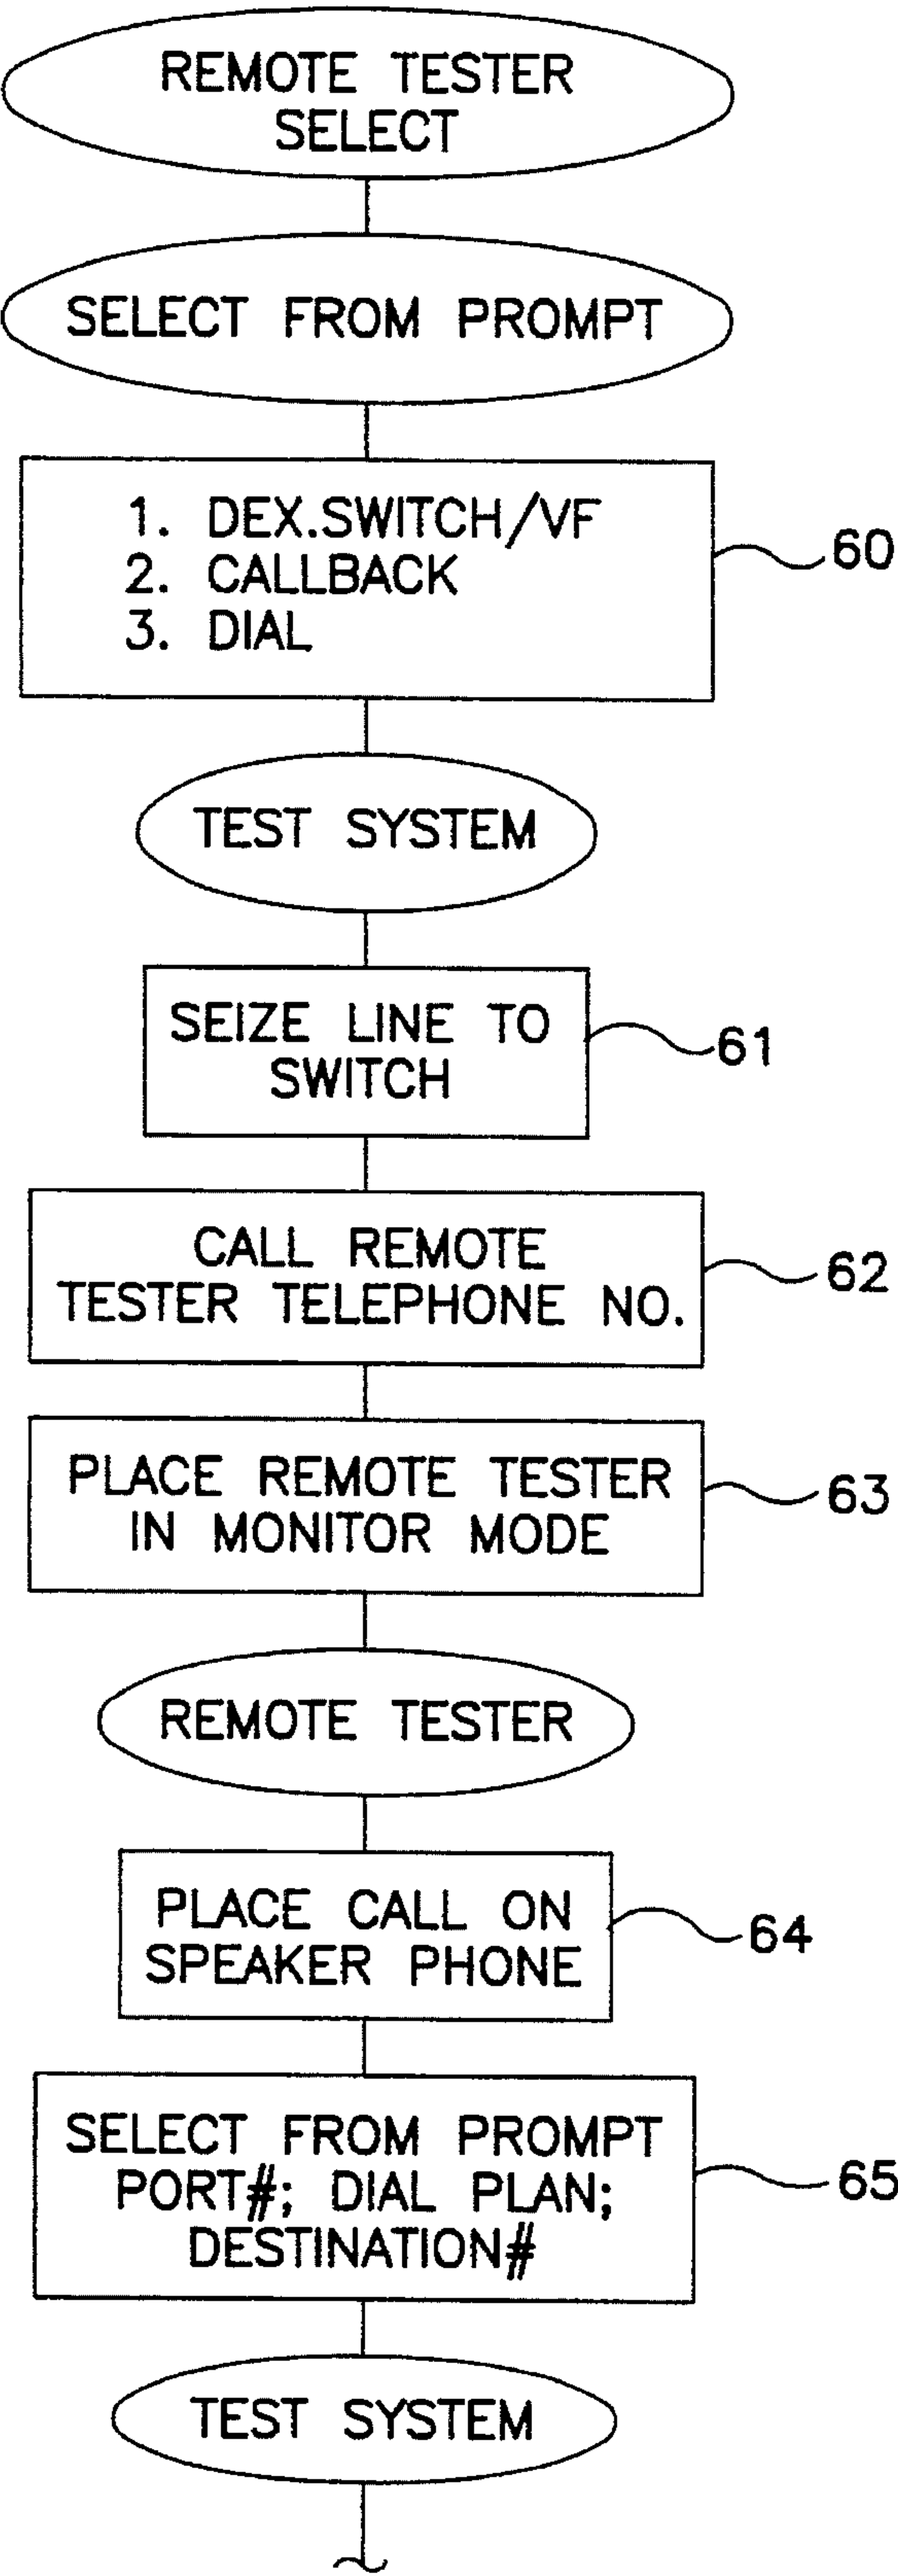 REMOTE TESTER
SELECT
SELECT FROM PROMPT
1. DEX.SWITCH/VF
2. CALLBACK
3. DIAL
60
TEST SYSTEM
SEIZE LINE TO
SWITCH
61
CALL REMOTE
TESTER TELEPHONE NO.
62
PLACE REMOTE TESTER
IN MONITOR MODE
63
REMOTE TESTER
PLACE CALL ON
SPEAKER PHONE
64
SELECT FROM PROMPT
PORT#; DIAL PLAN;
DESTINATION#
65
TEST SYSTEM